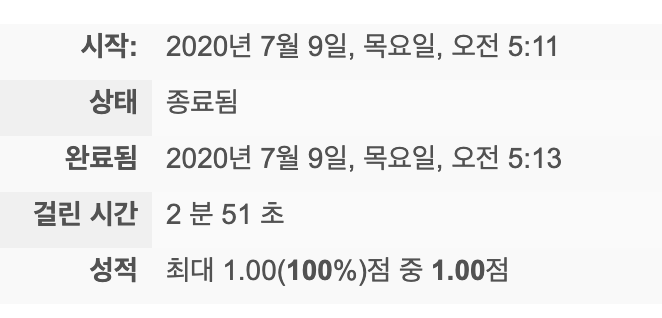 시작: 2020년 7월 9일, 목요일, 오전 5:11
상태 종료됨
완료됨 2020년 7월 9일, 목요일, 오전 5:13
걸린 시간 2 분 51 초
성적 최대 1.00(100%)점 중 1.00점